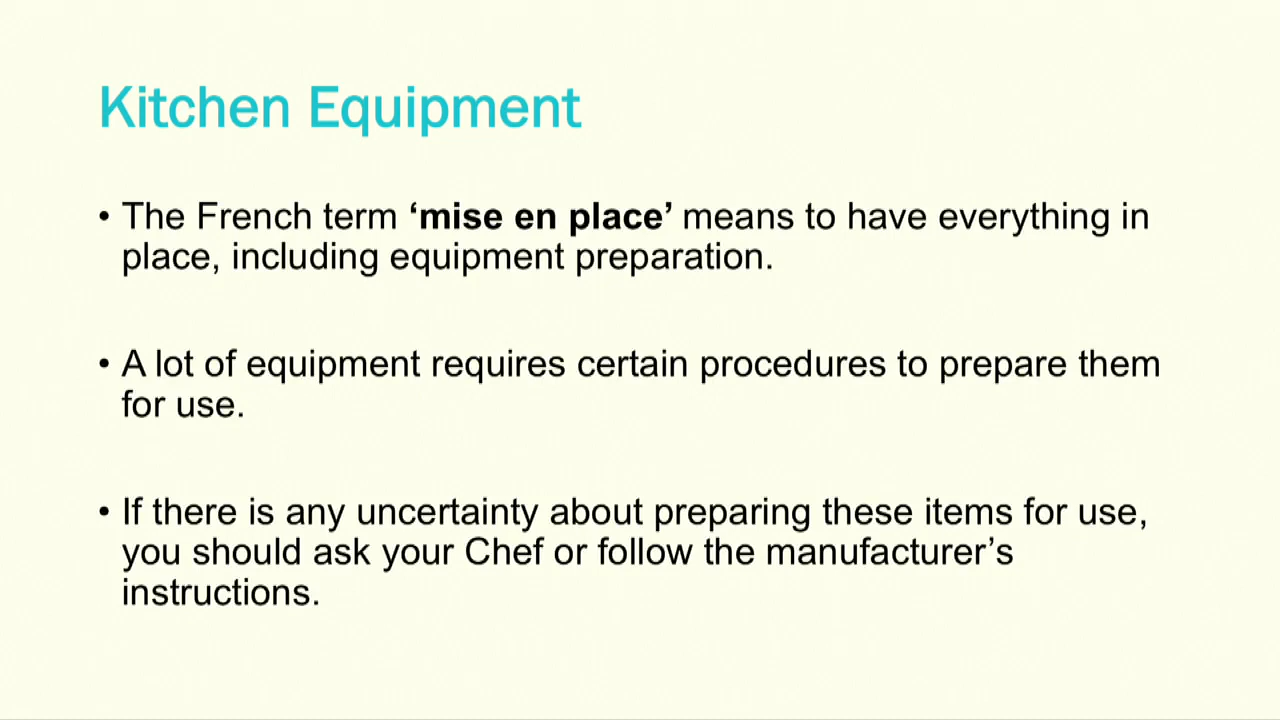 Kitchen Equipment
• The French term ‘mise en place’ means to have everything in
place, including equipment preparation.
• A lot of equipment requires certain procedures to prepare them
for use.
• If there is any uncertainty about preparing these items for use,
you should ask your Chef or follow the manufacturer’s
instructions.